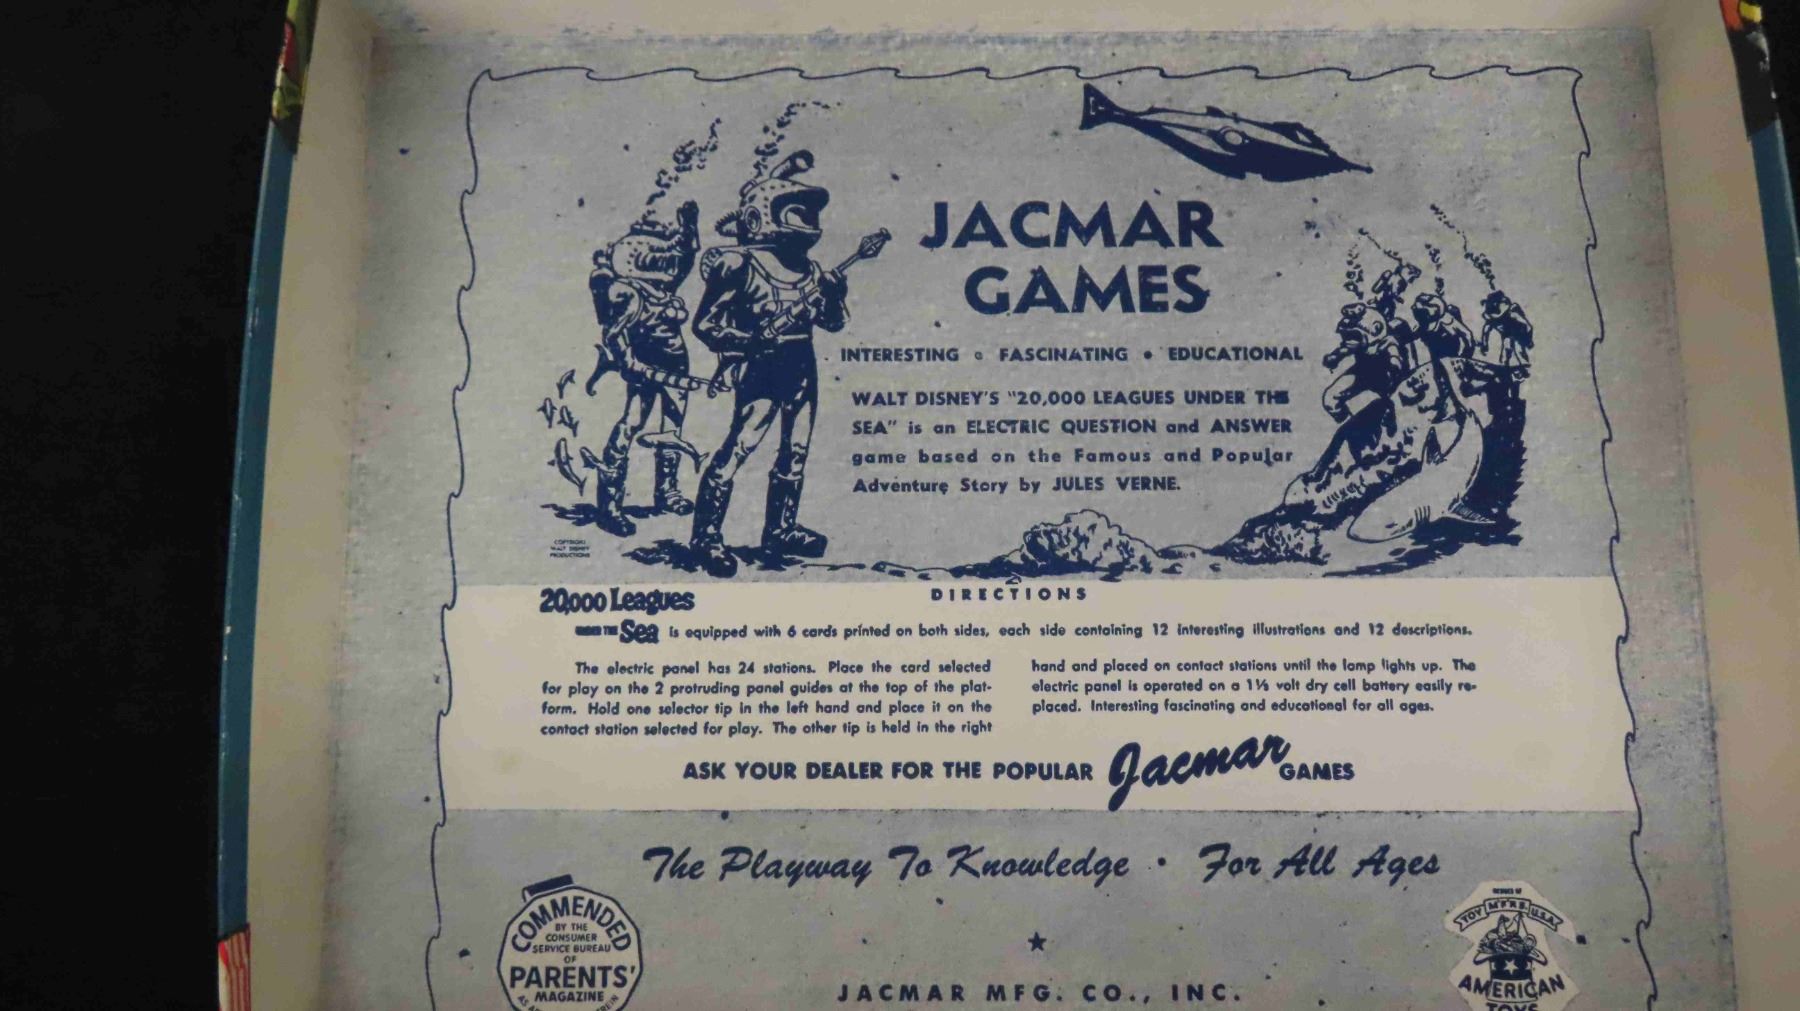 JACMAR
GAMES
INTERESTING • FASCINATING • EDUCATIONAL
WALT DISNEY'S "20,000 LEAGUES UNDER THE
SEA" is an ELECTRIC QUESTION and ANSWER
game based on the Famous and Popular
Adventure Story by JULES VERNE.
COPYRIGHT
WALT DISNEY
PRODUCTIONS
DIRECTIONS
20,000 Leagues
UNDER THE Sea is equipped with 6 cards printed on both sides, each side containing 12 interesting illustrations and 12 descriptions.
The electric panel has 24 stations. Place the card selected
for play on the 2 protruding panel guides at the top of the plat-
form. Hold one selector tip in the left hand and place it on the
contact station selected for play. The other tip is held in the right
hand and placed on contact stations until the lamp lights up. The
electric panel is operated on a 1½ volt dry cell battery easily re-
placed. Interesting fascinating and educational for all ages.
ASK YOUR DEALER FOR THE POPULAR Jacmar GAMES
The Playway To Knowledge • For All Ages
COMMENDED
BY THE
CONSUMER
SERVICE BUREAU
OF
PARENTS'
MAGAZINE
AS
TOY M'F'R'S. U.S.A.
AMERICAN
TOYS
JACMAR MFG. CO., INC.